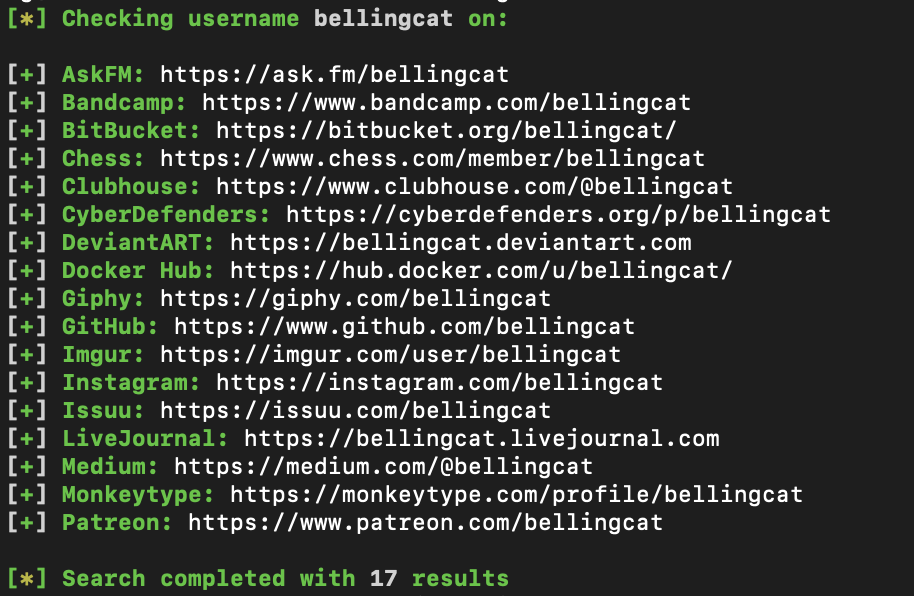 [*] Checking username bellingcat on:
[+] AskFM: https://ask.fm/bellingcat
[+] Bandcamp: https://www.bandcamp.com/bellingcat
[+] BitBucket: https://bitbucket.org/bellingcat/
[+] Chess: https://www.chess.com/member/bellingcat
[+] Clubhouse: https://www.clubhouse.com/@bellingcat
[+] CyberDefenders: https://cyberdefenders.org/p/bellingcat
[+] DeviantART: https://bellingcat.deviantart.com
[+] Docker Hub: https://hub.docker.com/u/bellingcat/
[+] Giphy: https://giphy.com/bellingcat
[+] GitHub: https://www.github.com/bellingcat
[+] Imgur: https://imgur.com/user/bellingcat
[+] Instagram: https://instagram.com/bellingcat
[+] Issuu: https://issuu.com/bellingcat
[+] LiveJournal: https://bellingcat.livejournal.com
[+] Medium: https://medium.com/@bellingcat
[+] Monkeytype: https://monkeytype.com/profile/bellingcat
[+] Patreon: https://www.patreon.com/bellingcat
[*] Search completed with 17 results